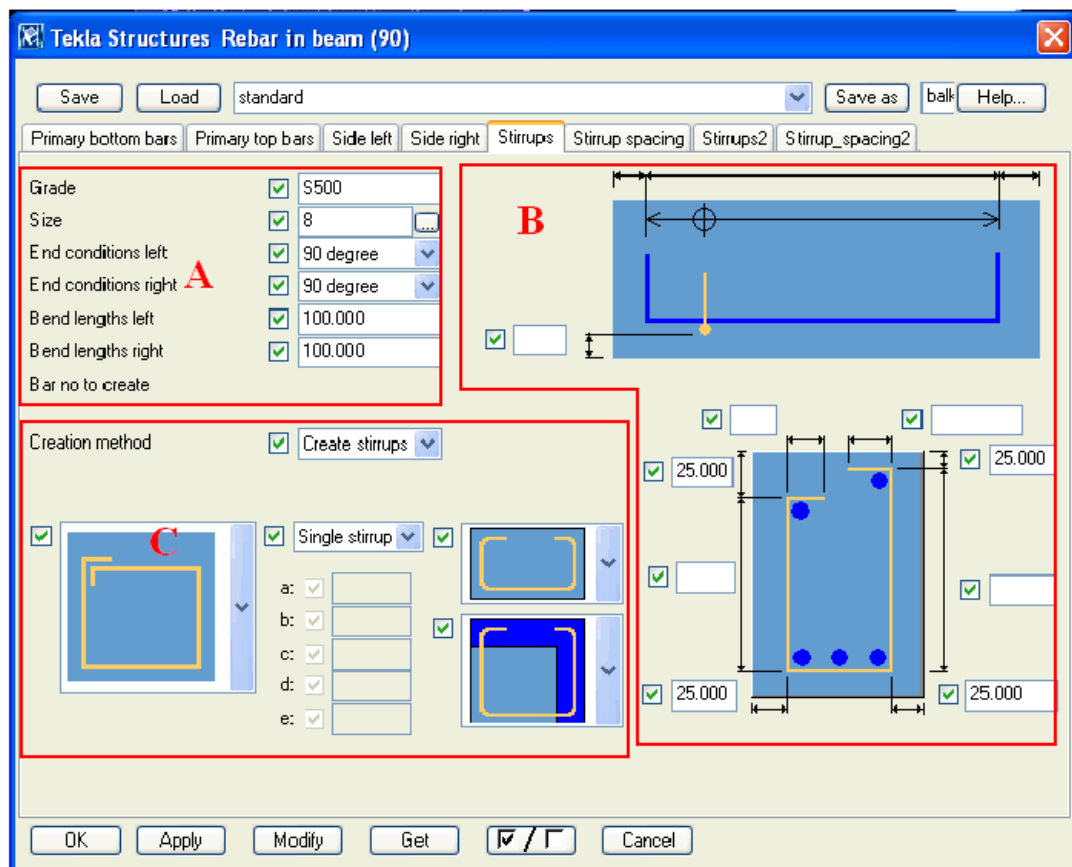 Tekla Structures Rebar in beam (90)
Save Load standard Save as balk Help...
Primary bottom bars Primary top bars Side left Side right Stirrups Stirrup spacing Stirrups2 Stirrup_spacing2
Grade S500
Size 8 ...
End conditions left 90 degree
End conditions right 90 degree
Bend lengths left 100.000
Bend lengths right 100.000
Bar no to create
A
B
Creation method Create stirrups
C
Single stirrup
a:
b:
c:
d:
e:
25.000 25.000
25.000 25.000
OK Apply Modify Get / Cancel